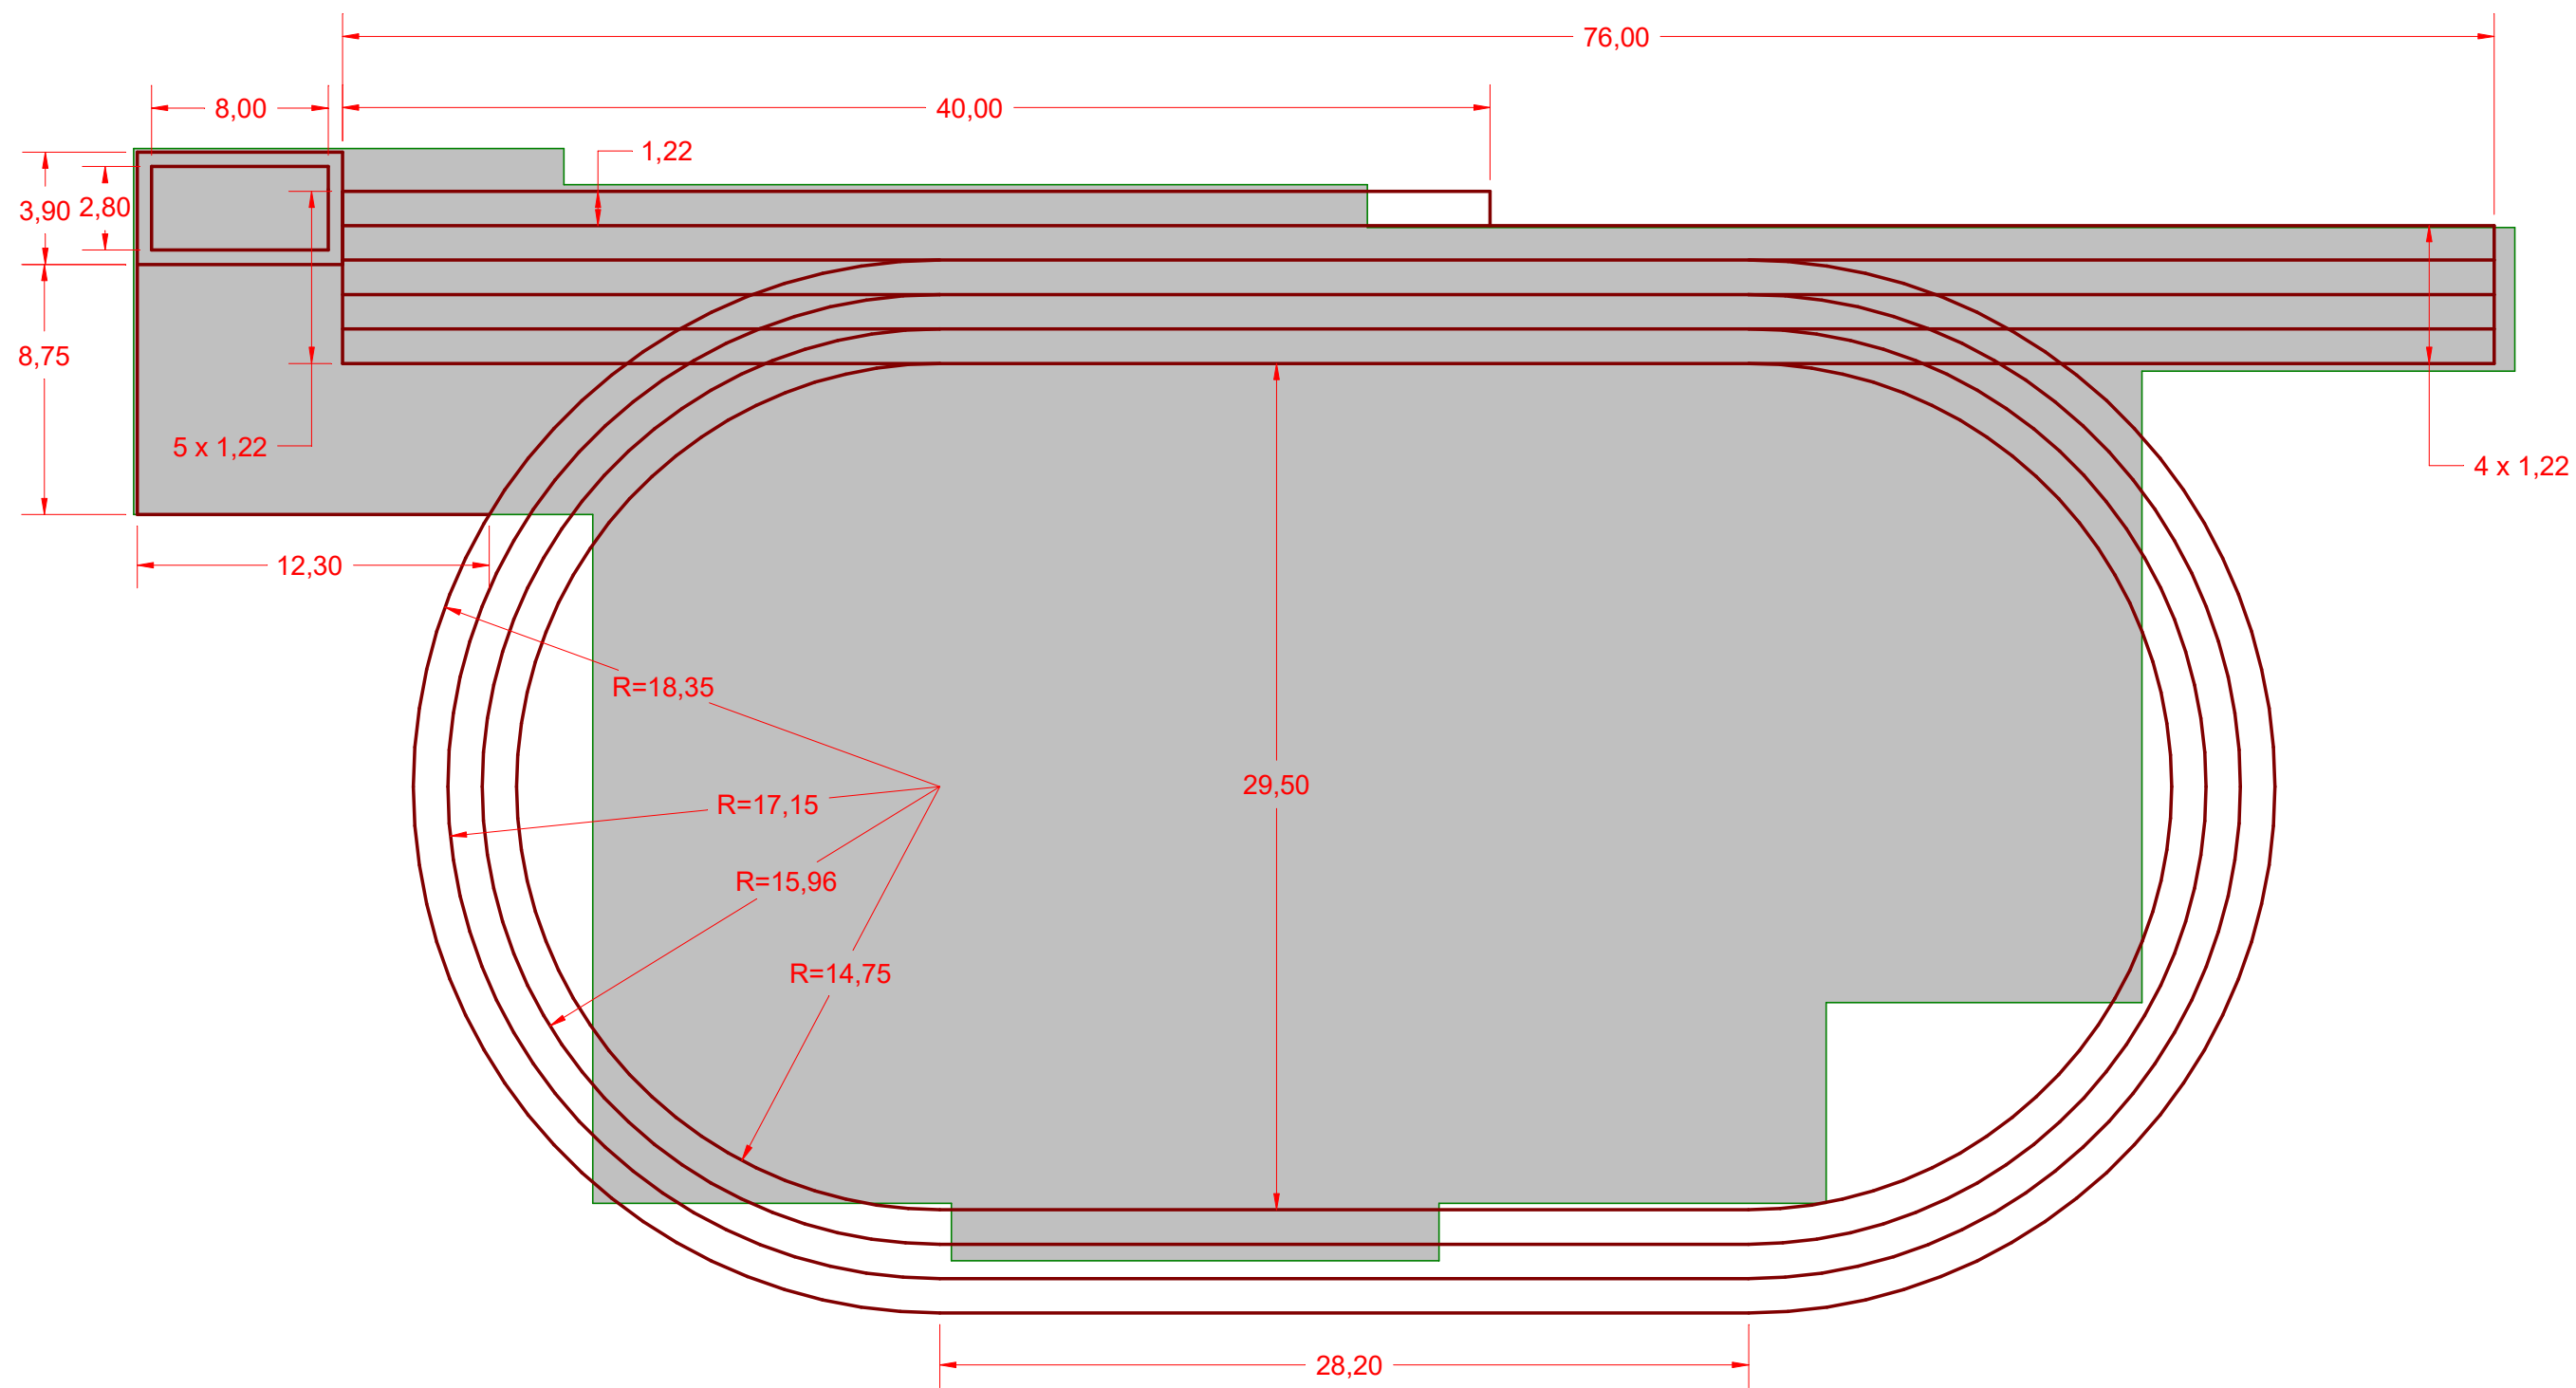 76,00
8,00
40,00
1,22
3,90
2,80
8,75
5 x 1,22
4 x 1,22
12,30
R=18,35
29,50
R=17,15
R=15,96
R=14,75
28,20